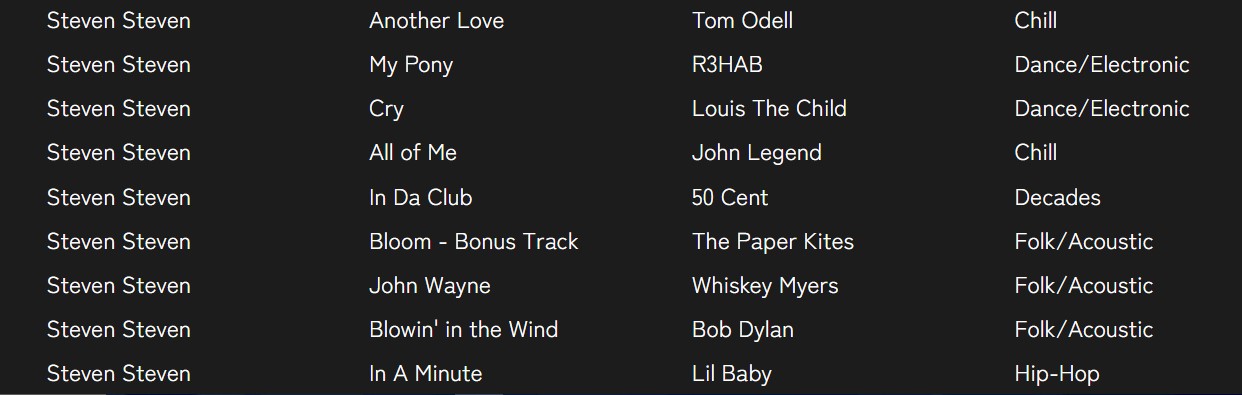 Steven Steven Another Love Tom Odell Chill
Steven Steven My Pony R3HAB Dance/Electronic
Steven Steven Cry Louis The Child Dance/Electronic
Steven Steven All of Me John Legend Chill
Steven Steven In Da Club 50 Cent Decades
Steven Steven Bloom - Bonus Track The Paper Kites Folk/Acoustic
Steven Steven John Wayne Whiskey Myers Folk/Acoustic
Steven Steven Blowin' in the Wind Bob Dylan Folk/Acoustic
Steven Steven In A Minute Lil Baby Hip-Hop